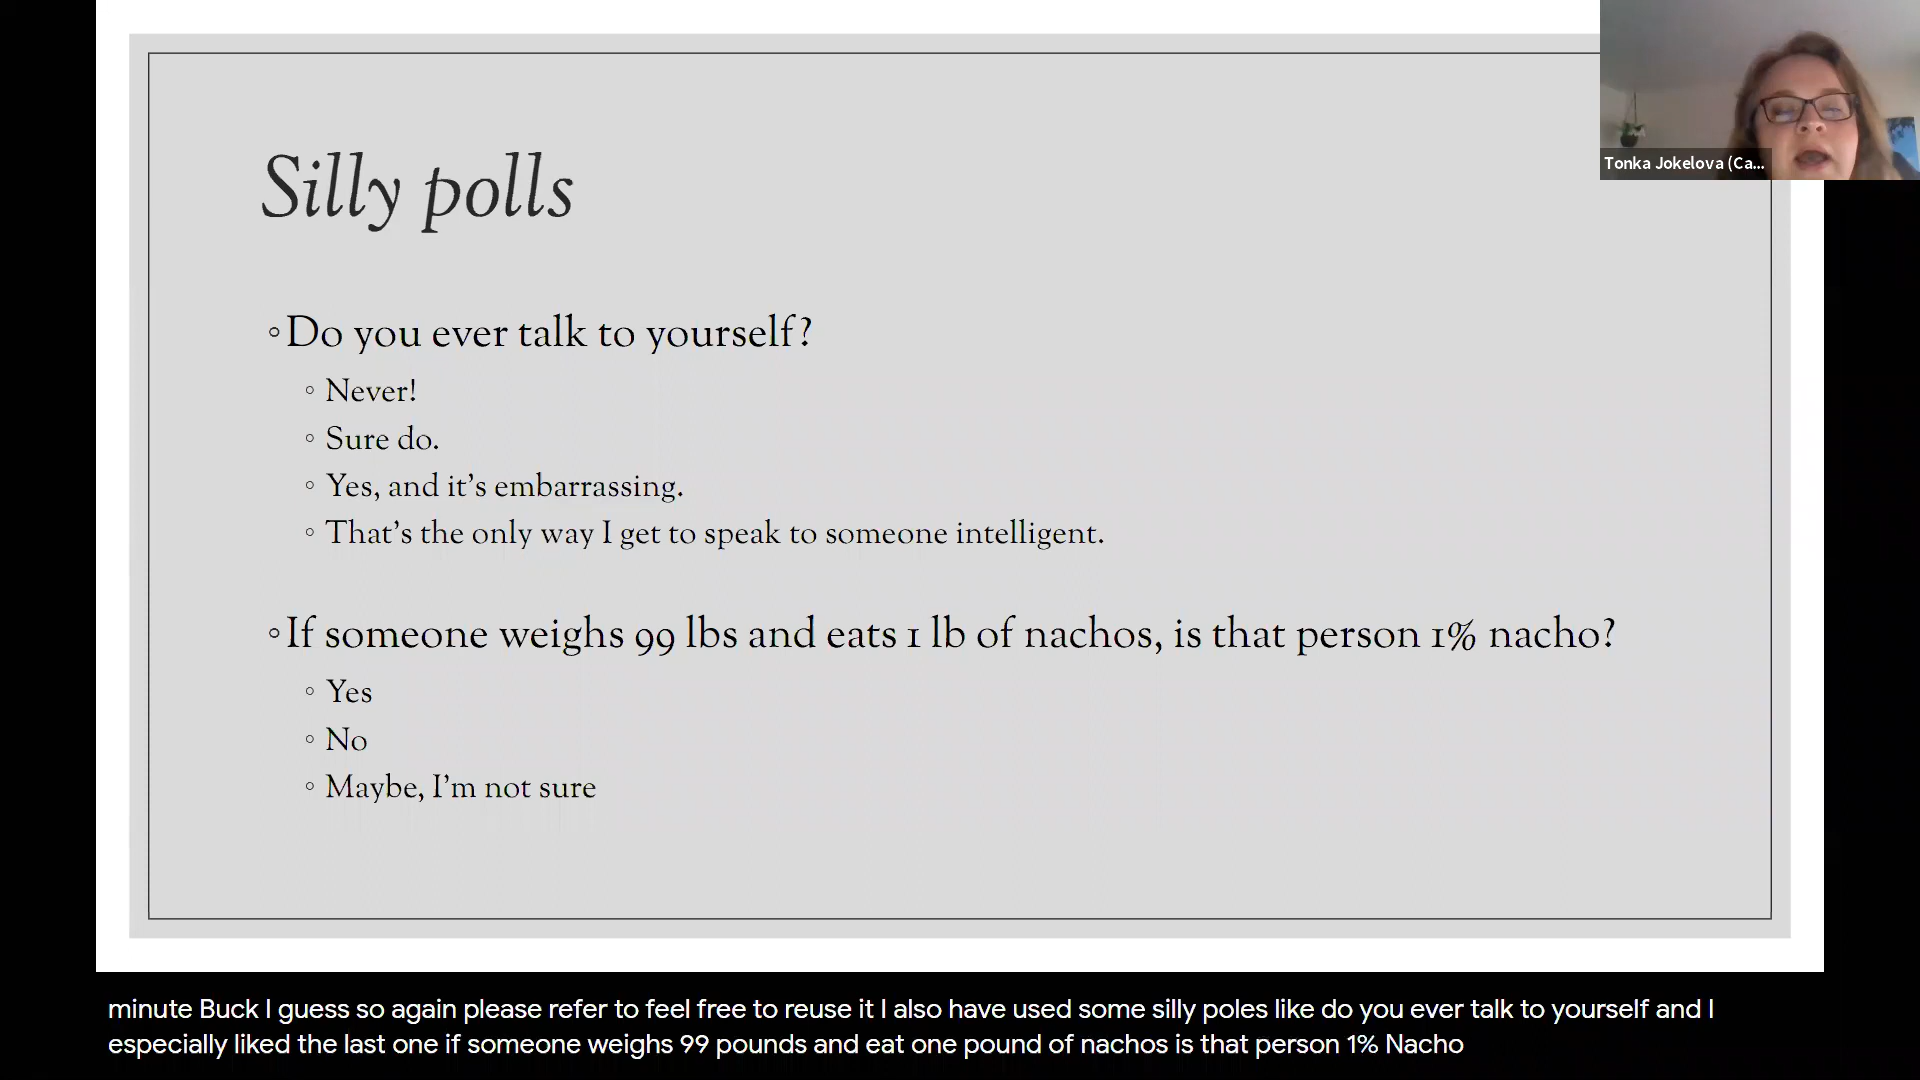 Silly polls
Tonka Jokelova (Ca...
◦Do you ever talk to yourself?
◦ Never!
◦ Sure do.
◦ Yes, and it’s embarrassing.
◦ That’s the only way I get to speak to someone intelligent.
◦If someone weighs 99 lbs and eats 1 lb of nachos, is that person 1% nacho?
◦ Yes
◦ No
◦ Maybe, I’m not sure
minute Buck I guess so again please refer to feel free to reuse it I also have used some silly poles like do you ever talk to yourself and I
especially liked the last one if someone weighs 99 pounds and eat one pound of nachos is that person 1% Nacho